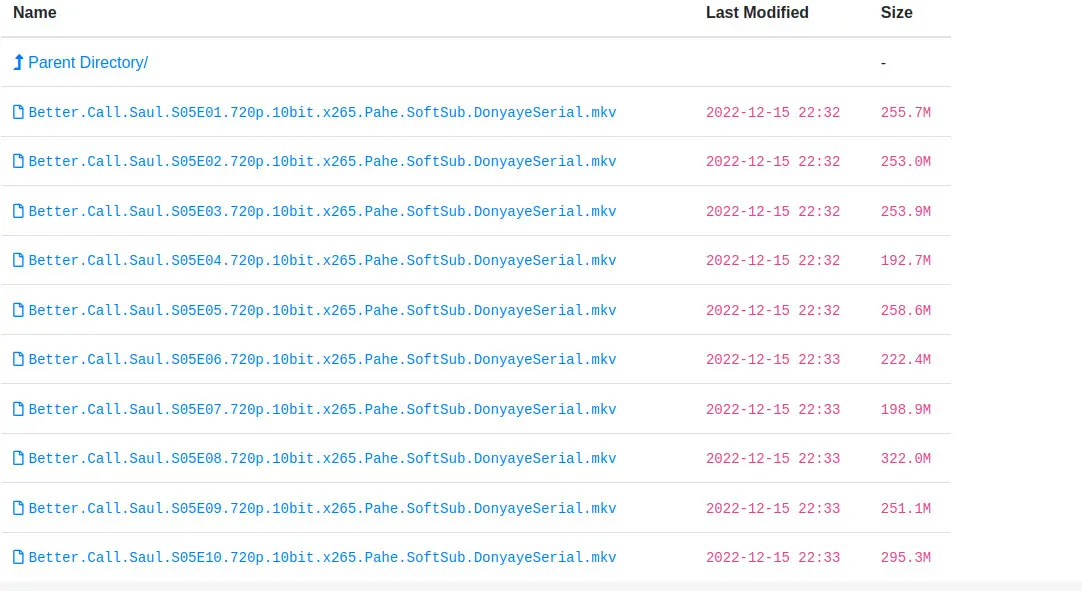 Name Last Modified Size
Parent Directory/ -
Better.Call.Saul.S05E01.720p.10bit.x265.Pahe.SoftSub.DonyayeSerial.mkv 2022-12-15 22:32 255.7M
Better.Call.Saul.S05E02.720p.10bit.x265.Pahe.SoftSub.DonyayeSerial.mkv 2022-12-15 22:32 253.0M
Better.Call.Saul.S05E03.720p.10bit.x265.Pahe.SoftSub.DonyayeSerial.mkv 2022-12-15 22:32 253.9M
Better.Call.Saul.S05E04.720p.10bit.x265.Pahe.SoftSub.DonyayeSerial.mkv 2022-12-15 22:32 192.7M
Better.Call.Saul.S05E05.720p.10bit.x265.Pahe.SoftSub.DonyayeSerial.mkv 2022-12-15 22:32 258.6M
Better.Call.Saul.S05E06.720p.10bit.x265.Pahe.SoftSub.DonyayeSerial.mkv 2022-12-15 22:33 222.4M
Better.Call.Saul.S05E07.720p.10bit.x265.Pahe.SoftSub.DonyayeSerial.mkv 2022-12-15 22:33 198.9M
Better.Call.Saul.S05E08.720p.10bit.x265.Pahe.SoftSub.DonyayeSerial.mkv 2022-12-15 22:33 322.0M
Better.Call.Saul.S05E09.720p.10bit.x265.Pahe.SoftSub.DonyayeSerial.mkv 2022-12-15 22:33 251.1M
Better.Call.Saul.S05E10.720p.10bit.x265.Pahe.SoftSub.DonyayeSerial.mkv 2022-12-15 22:33 295.3M